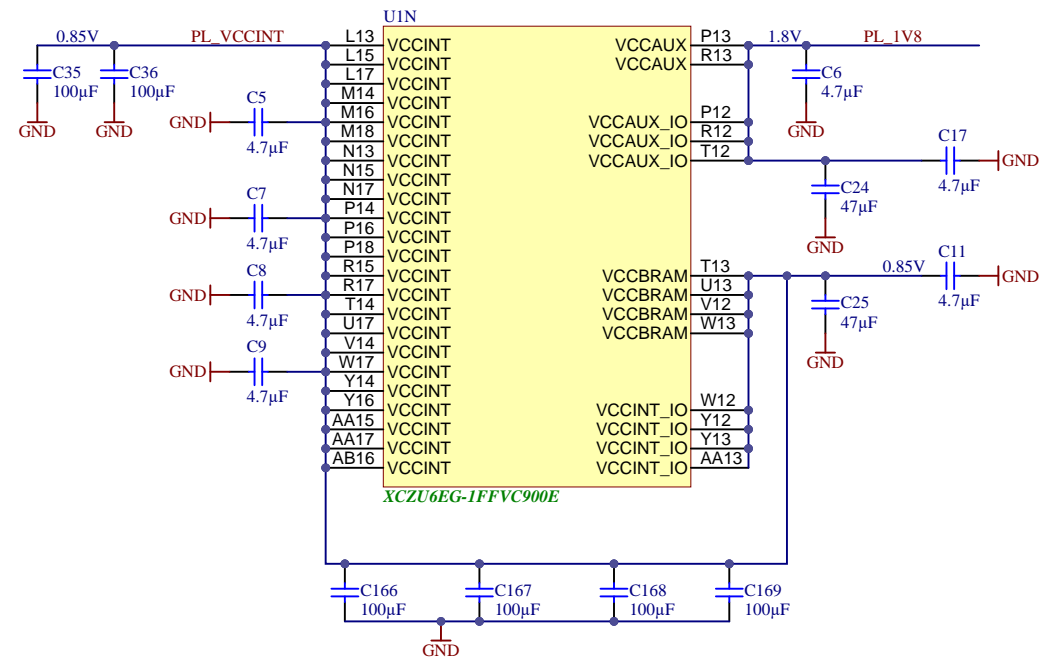 U1N
0.85V PL_VCCINT
C35 100µF
C36 100µF
GND GND
C5
GND
4.7µF
C7
GND
4.7µF
C8
GND
4.7µF
C9
GND
4.7µF
L13 VCCINT
L15 VCCINT
L17 VCCINT
M14 VCCINT
M16 VCCINT
M18 VCCINT
N13 VCCINT
N15 VCCINT
N17 VCCINT
P14 VCCINT
P16 VCCINT
P18 VCCINT
R15 VCCINT
R17 VCCINT
T14 VCCINT
U17 VCCINT
V14 VCCINT
W17 VCCINT
Y14 VCCINT
Y16 VCCINT
AA15 VCCINT
AA17 VCCINT
AB16 VCCINT
VCCAUX P13
VCCAUX R13
VCCAUX_IO P12
VCCAUX_IO R12
VCCAUX_IO T12
VCCBRAM T13
VCCBRAM U13
VCCBRAM V12
VCCBRAM W13
VCCINT_IO W12
VCCINT_IO Y12
VCCINT_IO Y13
VCCINT_IO AA13
XCZU6EG-1FFVC900E
1.8V PL_1V8
C6
4.7µF
GND
C17
GND
4.7µF
C24
47µF
GND
C11
0.85V
GND
4.7µF
C25
47µF
GND
C166 C167 C168 C169
100µF 100µF 100µF 100µF
GND